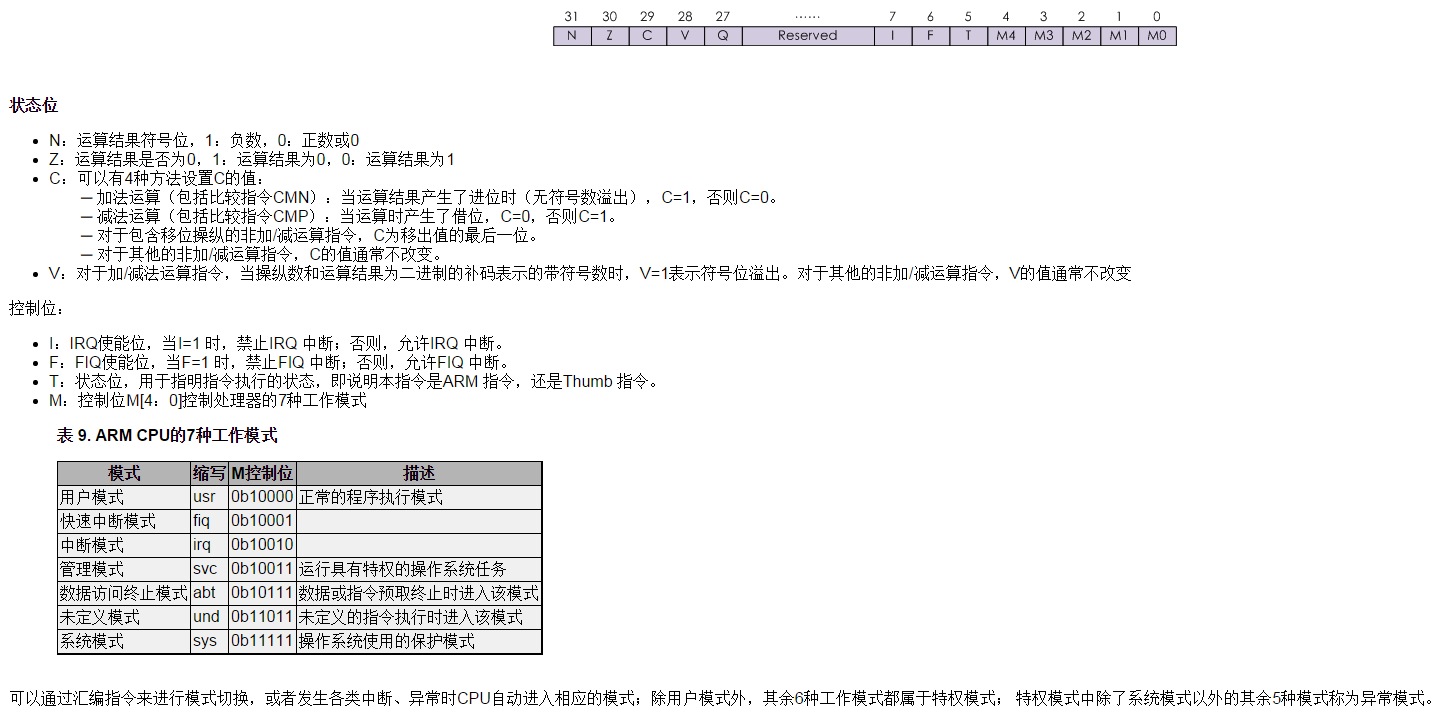 31 30 29 28 27 ...... 7 6 5 4 3 2 1 0
N Z C V Q Reserved I F T M4 M3 M2 M1 M0
状态位
• N：运算结果符号位，1：负数，0：正数或0
• Z：运算结果是否为0，1：运算结果为0，0：运算结果为1
• C：可以有4种方法设置C的值：
─ 加法运算（包括比较指令CMN）：当运算结果产生了进位时（无符号数溢出），C=1，否则C=0。
─ 减法运算（包括比较指令CMP）：当运算时产生了借位，C=0，否则C=1。
─ 对于包含移位操纵的非加/减运算指令，C为移出值的最后一位。
─ 对于其他的非加/减运算指令，C的值通常不改变。
• V：对于加/减法运算指令，当操纵数和运算结果为二进制的补码表示的带符号数时，V=1表示符号位溢出。对于其他的非加/减运算指令，V的值通常不改变
控制位：
• I：IRQ使能位，当I=1 时，禁止IRQ 中断；否则，允许IRQ 中断。
• F：FIQ使能位，当F=1 时，禁止FIQ 中断；否则，允许FIQ 中断。
• T：状态位，用于指明指令执行的状态，即说明本指令是ARM 指令，还是Thumb 指令。
• M：控制位M[4：0]控制处理器的7种工作模式
表 9. ARM CPU的7种工作模式
模式 缩写 M控制位 描述
用户模式 usr 0b10000 正常的程序执行模式
快速中断模式 fiq 0b10001
中断模式 irq 0b10010
管理模式 svc 0b10011 运行具有特权的操作系统任务
数据访问终止模式 abt 0b10111 数据或指令预取终止时进入该模式
未定义模式 und 0b11011 未定义的指令执行时进入该模式
系统模式 sys 0b11111 操作系统使用的保护模式
可以通过汇编指令来进行模式切换，或者发生各类中断、异常时CPU自动进入相应的模式；除用户模式外，其余6种工作模式都属于特权模式； 特权模式中除了系统模式以外的其余5种模式称为异常模式。